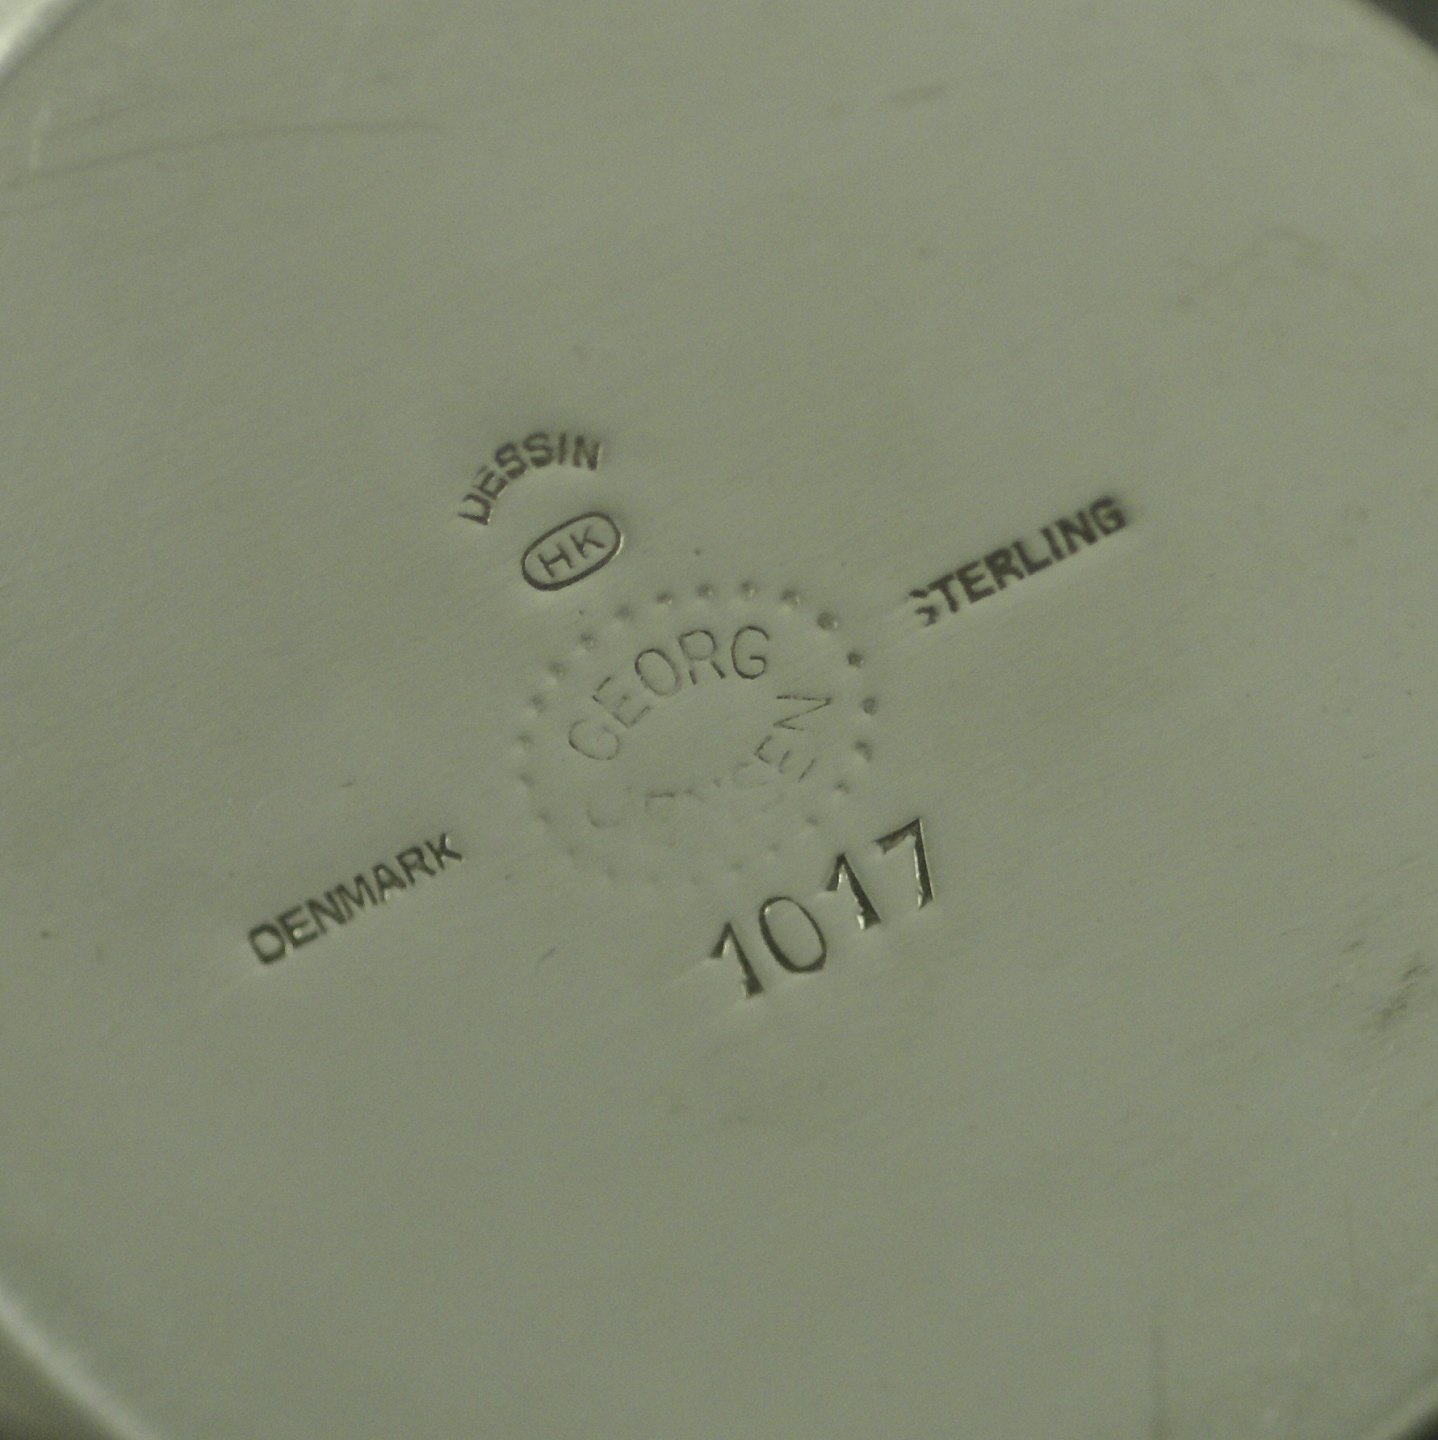 DESSIN
HK
GEORG
DENMARK
STERLING
1017